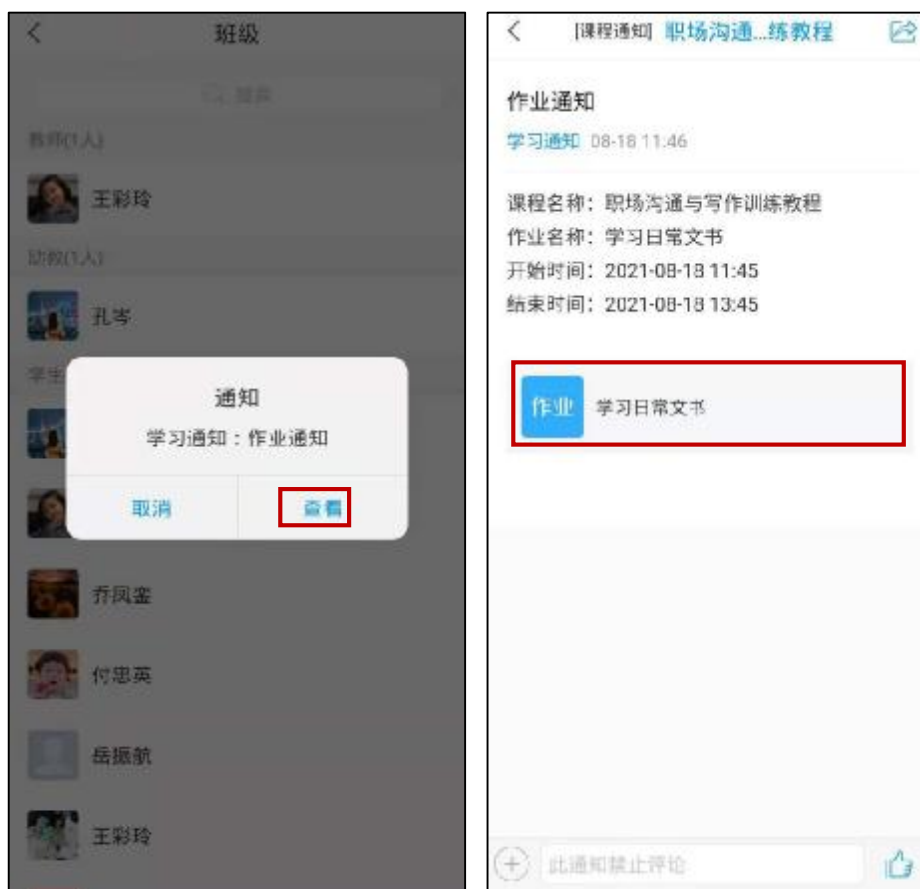 班级
搜索
教师(1人)
王彩玲
助教(1人)
孔岑
学生
通知
学习通知：作业通知
取消
查看
乔凤銮
付忠英
岳振航
王彩玲
[课程通知] 职场沟通...练教程
作业通知
学习通知 08-18 11:46
课程名称：职场沟通与写作训练教程
作业名称：学习日常文书
开始时间：2021-08-18 11:45
结束时间：2021-08-18 13:45
作业 学习日常文书
此通知禁止评论